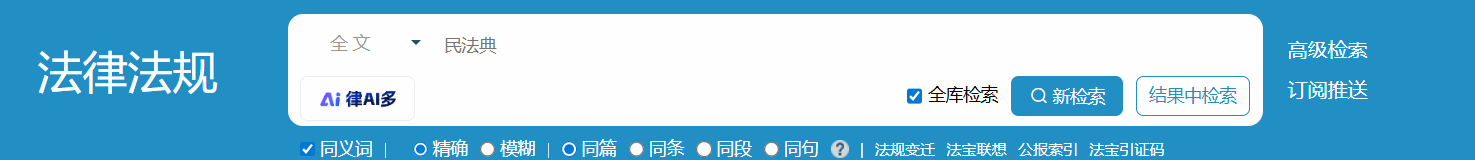 法律法规
全文 民法典
高级检索
Ai 律AI多
全库检索 新检索 结果中检索
订阅推送
同义词 | 精确 模糊 | 同篇 同条 同段 同句 ? | 法规变迁 法宝联想 公报索引 法宝引证码